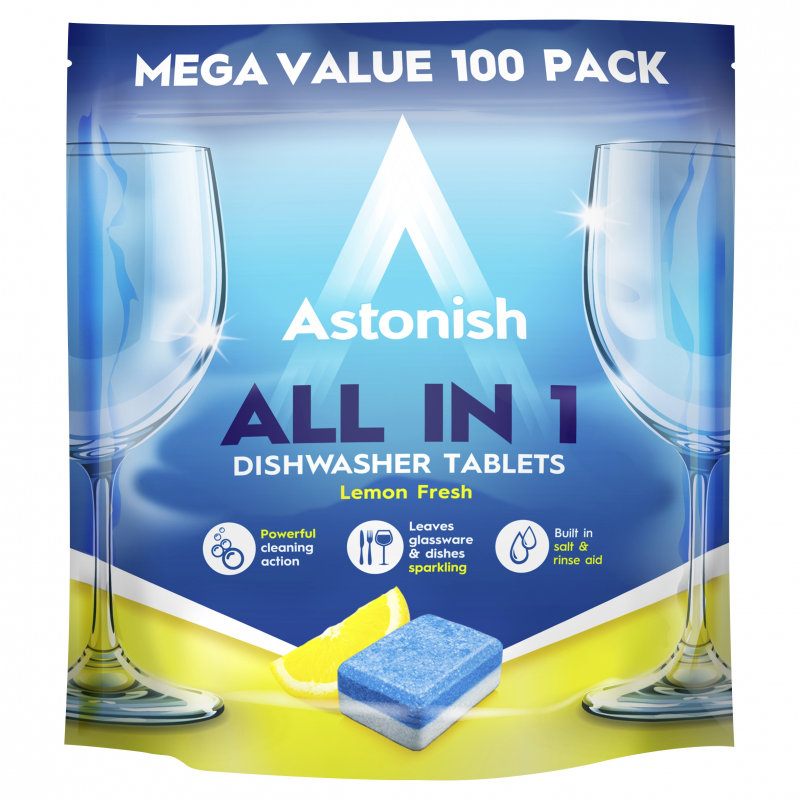 MEGA VALUE 100 PACK
Astonish
ALL IN 1
DISHWASHER TABLETS
Lemon Fresh
Powerful
cleaning
action
Leaves
glassware
& dishes
sparkling
Built in
salt &
rinse aid